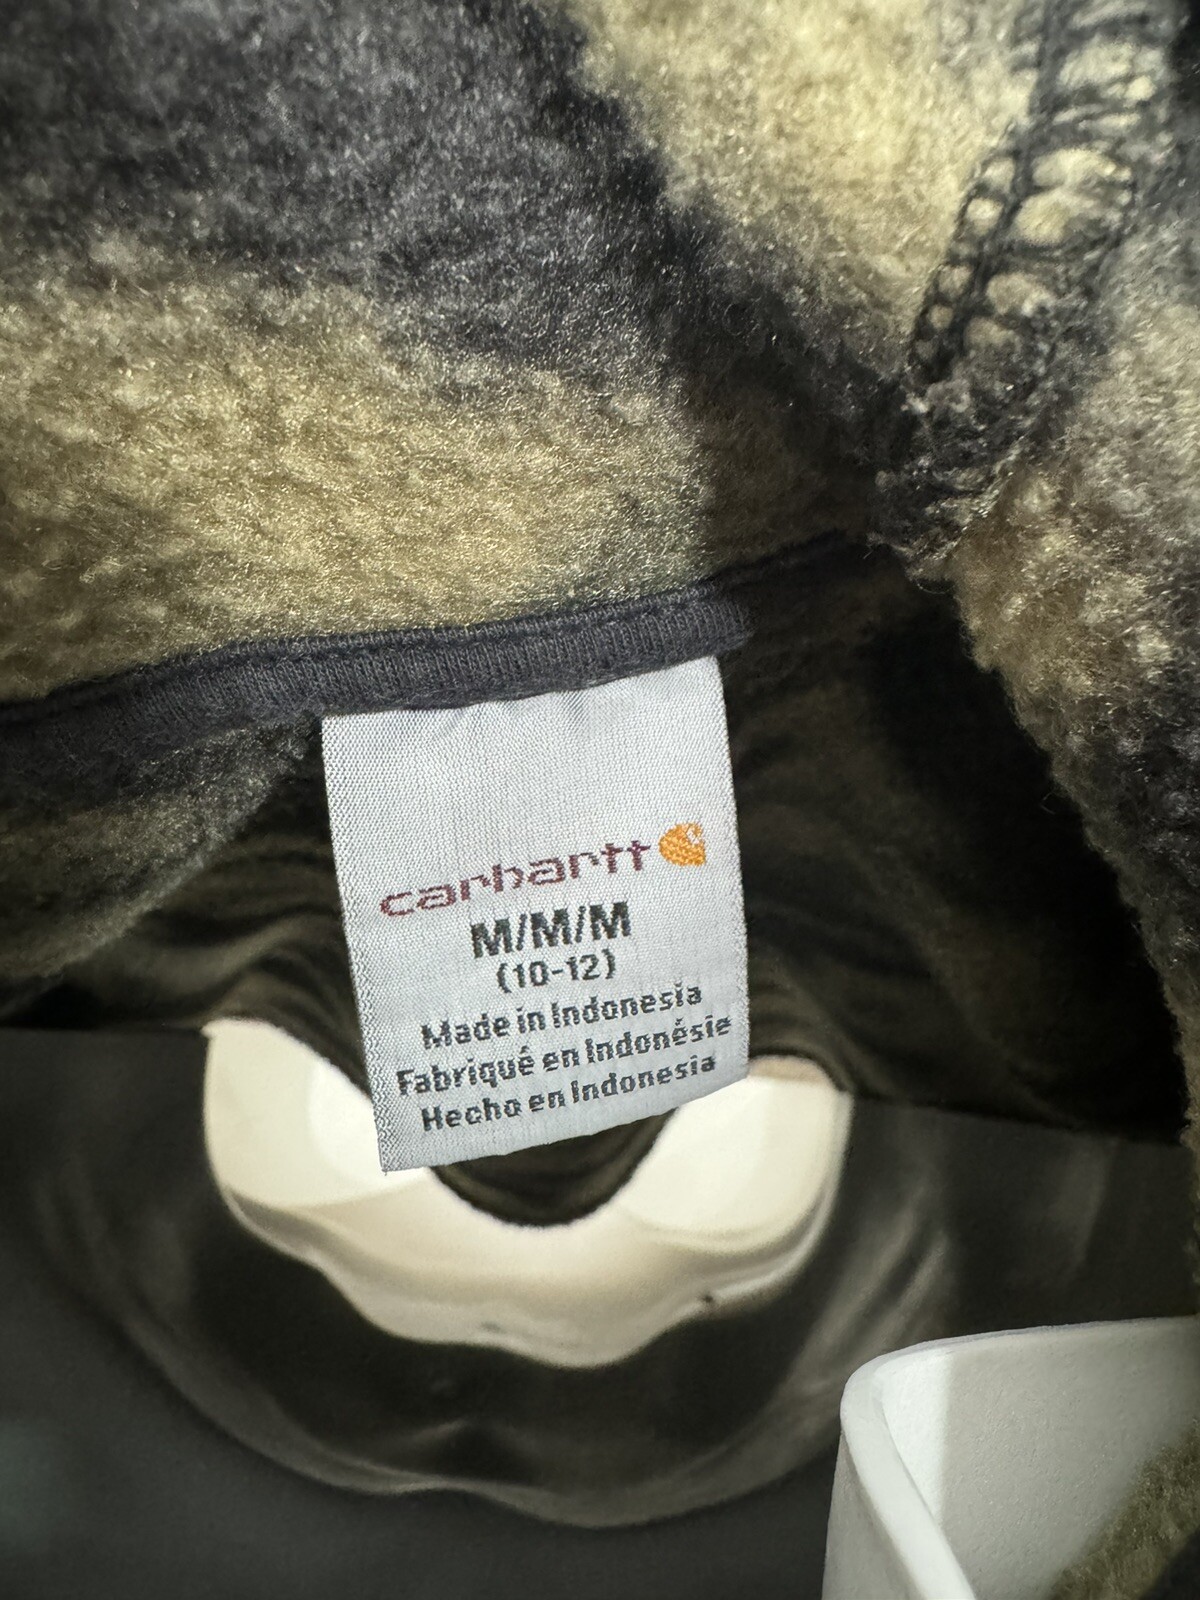 carhartt
M/M/M
(10-12)
Made in Indonesia
Fabriqué en Indonésie
Hecho en Indonesia